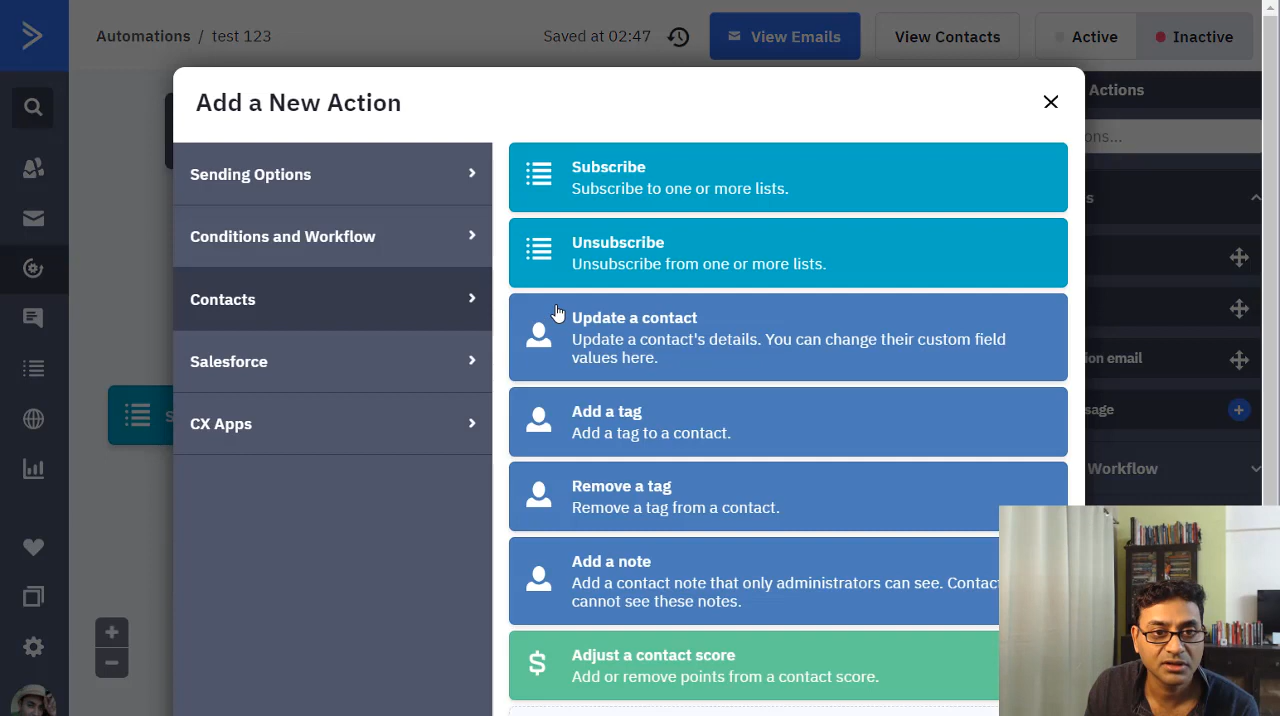 Automations / test 123
Saved at 02:47
View Emails
View Contacts
Active
Inactive
Add a New Action
Actions
Sending Options
Conditions and Workflow
Contacts
Salesforce
CX Apps
Subscribe
Subscribe to one or more lists.
Unsubscribe
Unsubscribe from one or more lists.
Update a contact
Update a contact's details. You can change their custom field
values here.
Add a tag
Add a tag to a contact.
Remove a tag
Remove a tag from a contact.
Add a note
Add a contact note that only administrators can see. Contac
cannot see these notes.
Adjust a contact score
Add or remove points from a contact score.
ons...
s
ion email
sage
Workflow
S